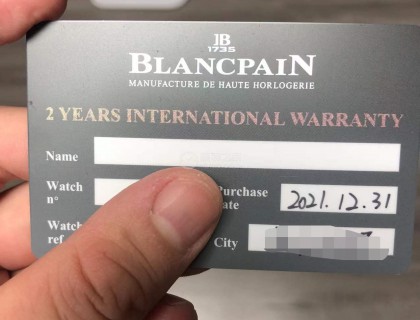 JB
1735
BLANCPAIN
MANUFACTURE DE HAUTE HORLOGERIE
2 YEARS INTERNATIONAL WARRANTY
Name
Watch
n°
Purchase
ate
2021.12.31
Watch
ref
City